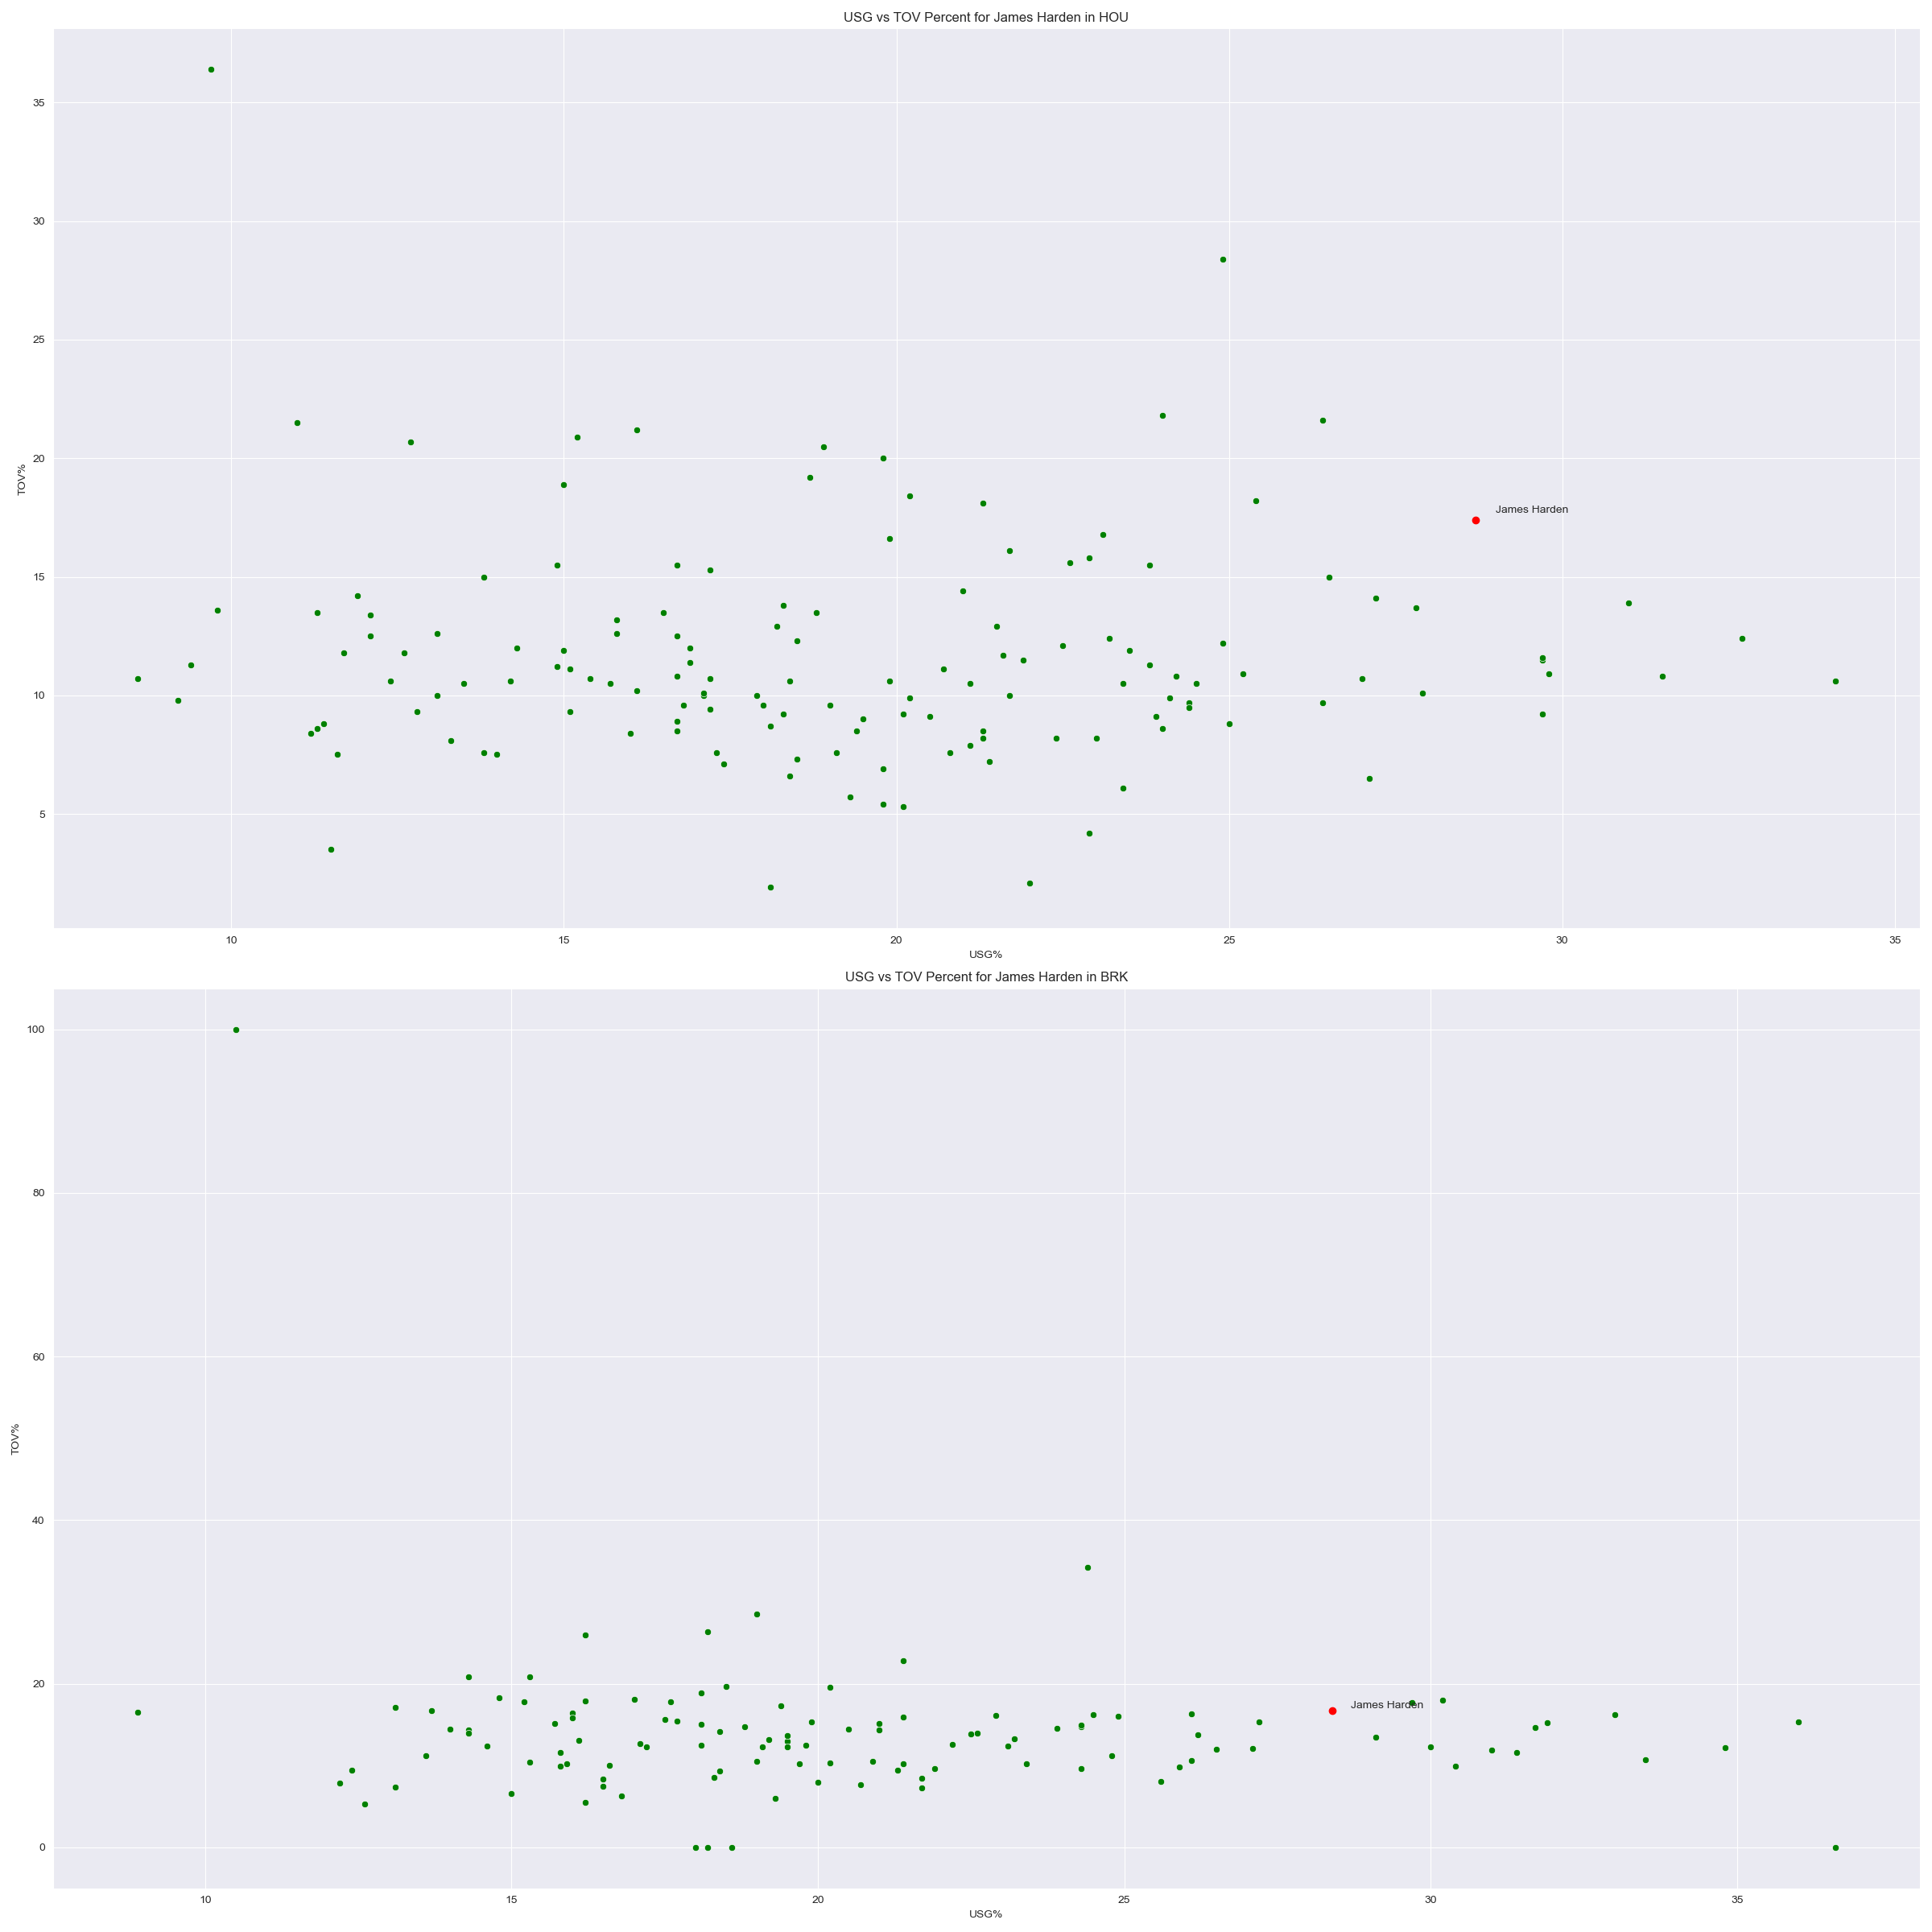 USG vs TOV Percent for James Harden in HOU
35
30
25
20
15
10
5
TOV%
James Harden
10 15 20 25 30 35
USG%
USG vs TOV Percent for James Harden in BRK
100
80
60
40
20
0
TOV%
James Harden
10 15 20 25 30 35
USG%